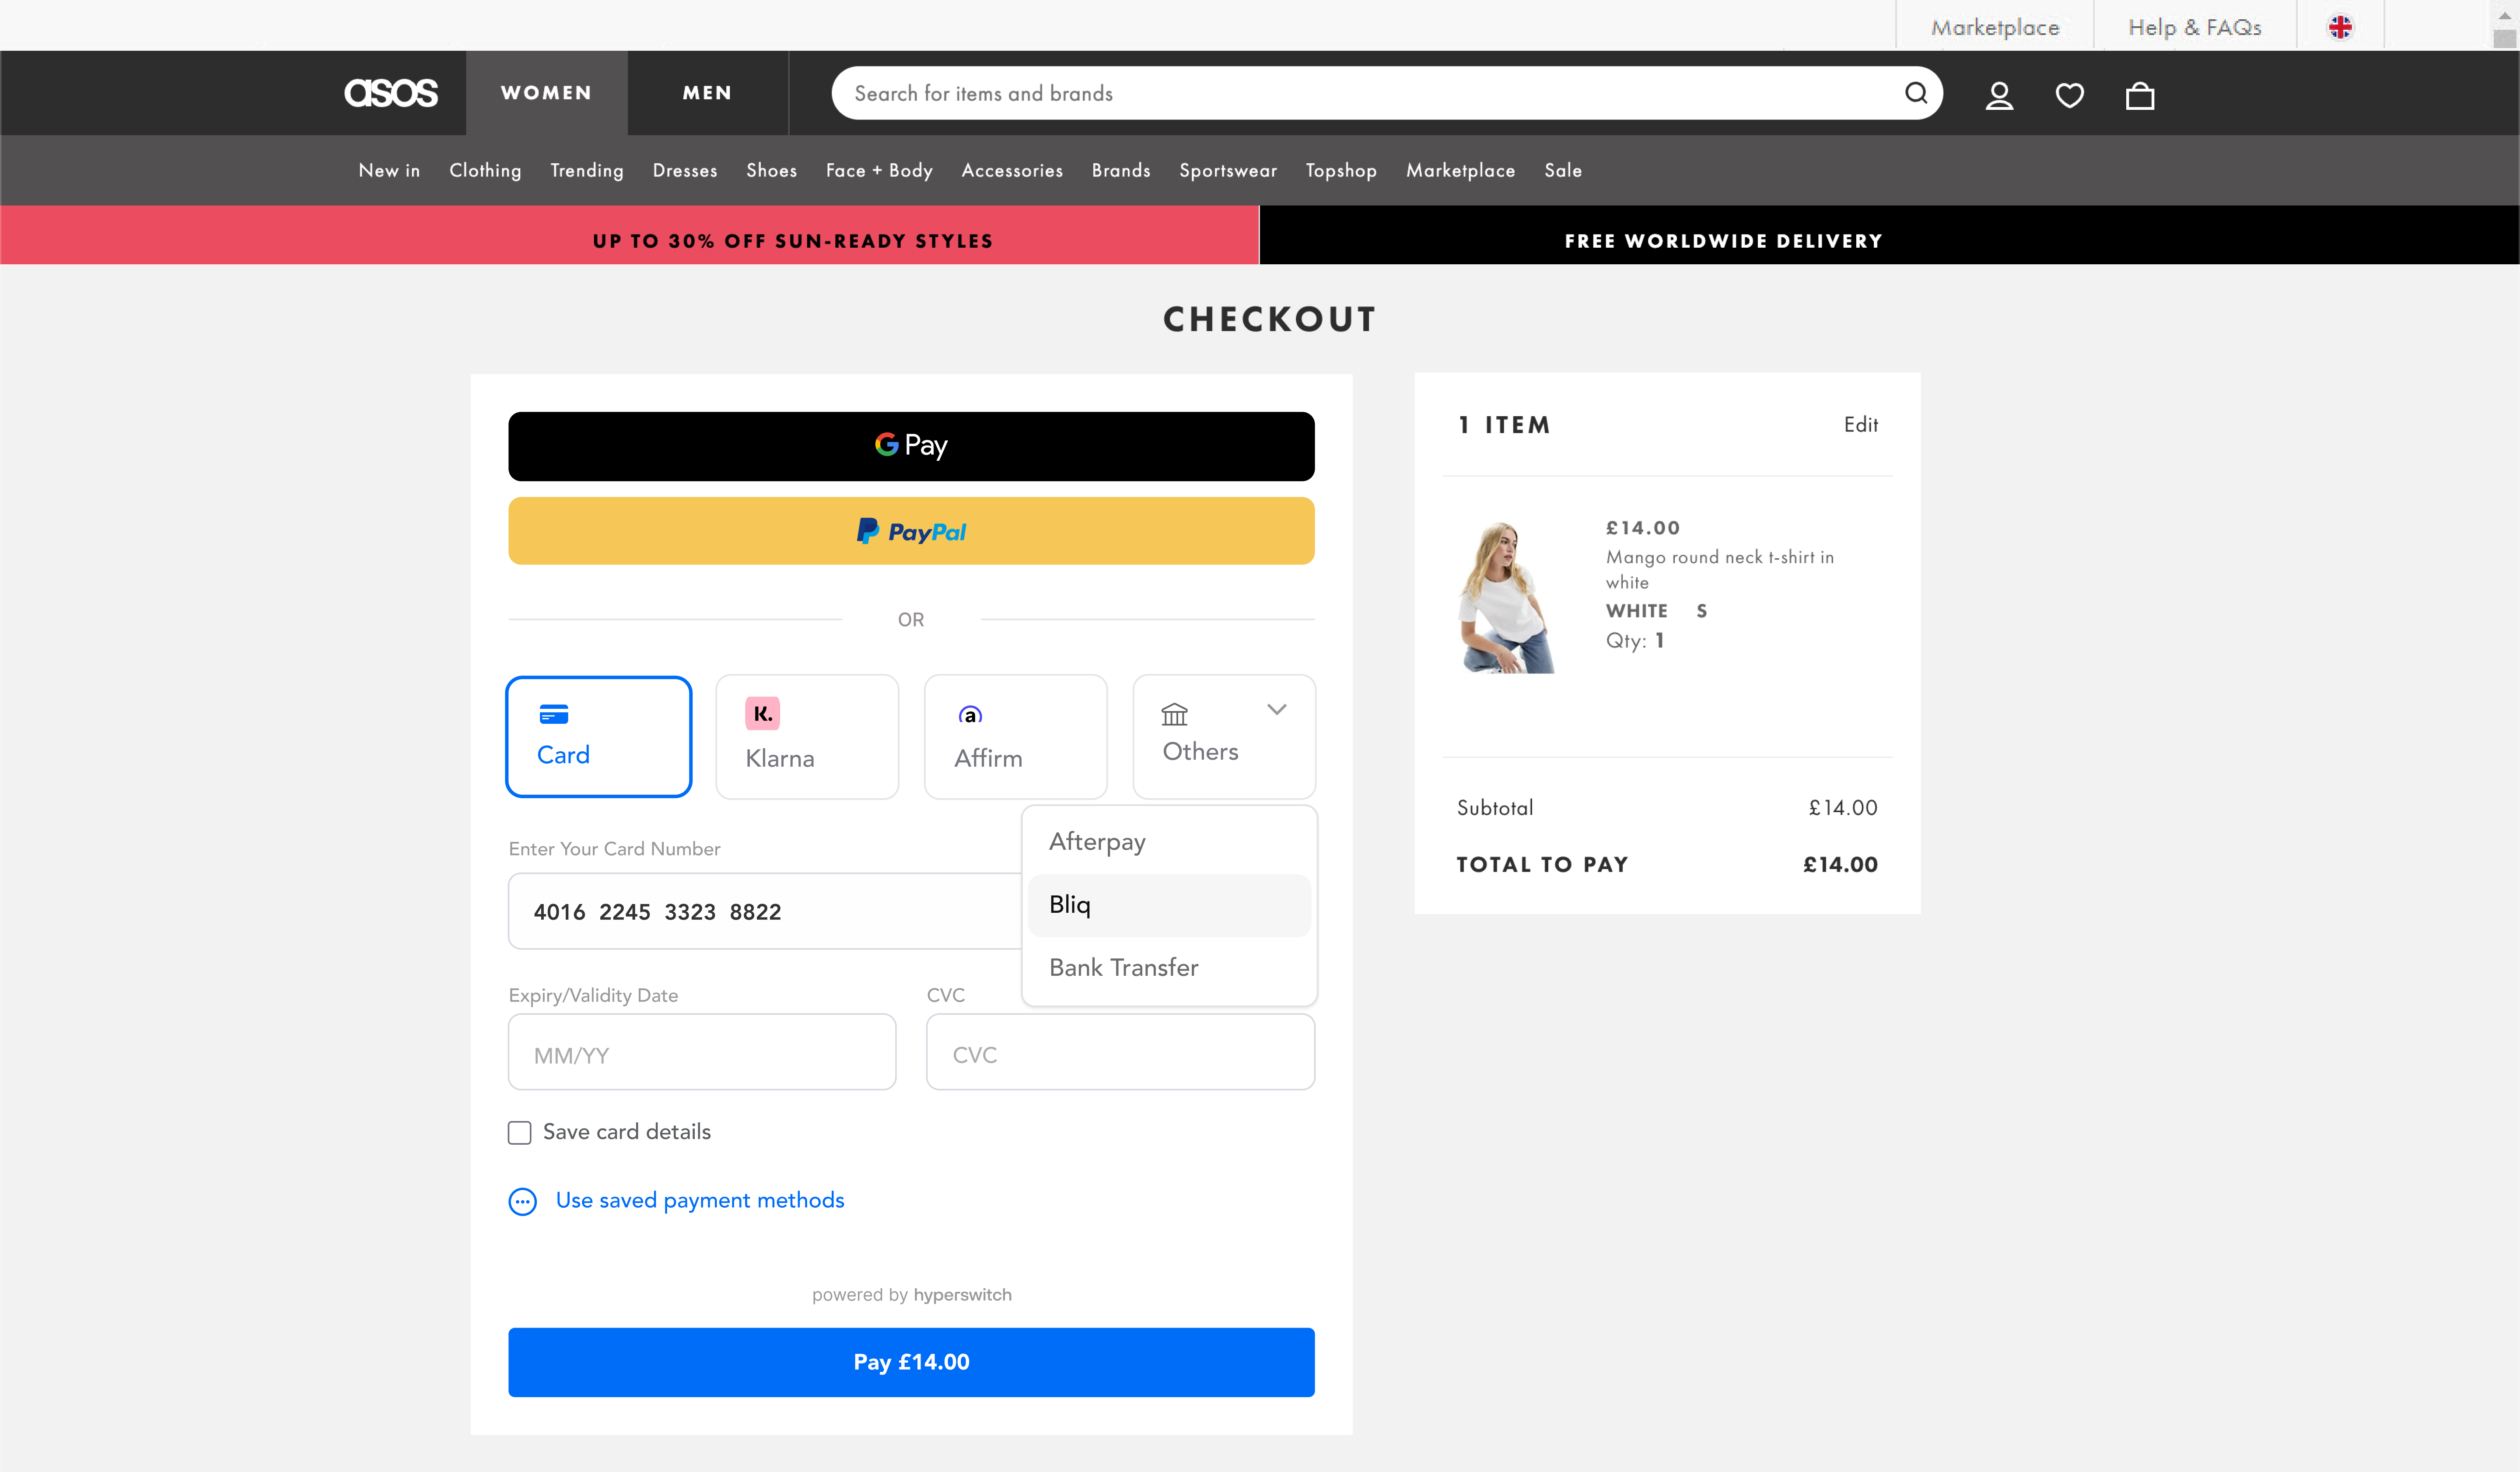 Marketplace
Help & FAQs
asos
WOMEN
MEN
Search for items and brands
New in
Clothing
Trending
Dresses
Shoes
Face + Body
Accessories
Brands
Sportswear
Topshop
Marketplace
Sale
UP TO 30% OFF SUN-READY STYLES
FREE WORLDWIDE DELIVERY
CHECKOUT
G Pay
PayPal
OR
Card
K.
Klarna
a
Affirm
Others
Afterpay
Bliq
Bank Transfer
Enter Your Card Number
4016 2245 3323 8822
Expiry/Validity Date
MM/YY
CVC
CVC
Save card details
Use saved payment methods
powered by hyperswitch
Pay £14.00
1 ITEM
Edit
£14.00
Mango round neck t-shirt in
white
WHITE S
Qty: 1
Subtotal
£14.00
TOTAL TO PAY
£14.00